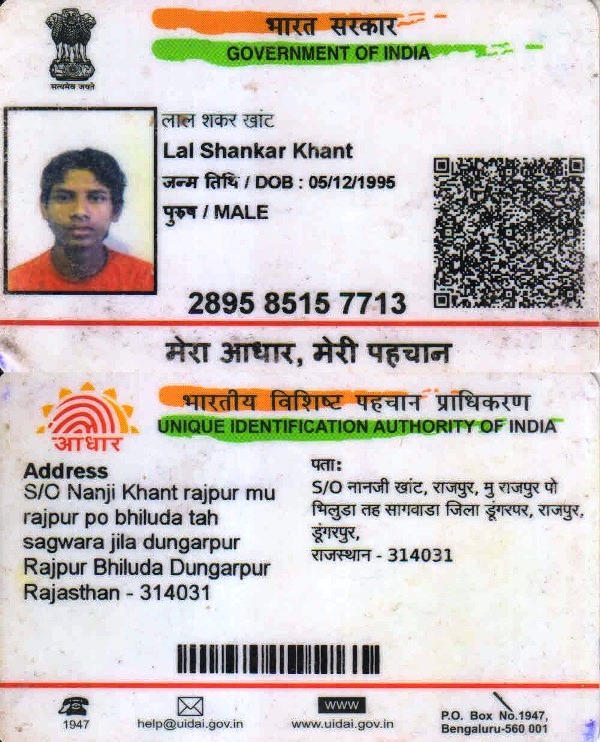 भारत सरकार
GOVERNMENT OF INDIA
सत्यमेव जयते
लाल शकर खांट
Lal Shankar Khant
जन्म तिथि / DOB : 05/12/1995
पुरुष / MALE
2895 8515 7713
मेरा आधार, मेरी पहचान
भारतीय विशिष्ट पहचान प्राधिकरण
UNIQUE IDENTIFICATION AUTHORITY OF INDIA
आधार
Address
S/O Nanji Khant rajpur mu
rajpur po bhiluda tah
sagwara jila dungarpur
Rajpur Bhiluda Dungarpur
Rajasthan - 314031
पता:
S/O नानजी खांट, राजपुर, मु राजपुर पो
भिलुडा तह सागवाडा जिला डूंगरपर, राजपुर,
डूंगरपुर,
राजस्थान - 314031
1947
help@uidai.gov.in
www
www.uidai.gov.in
P.O. Box No.1947,
Bengaluru-560 001